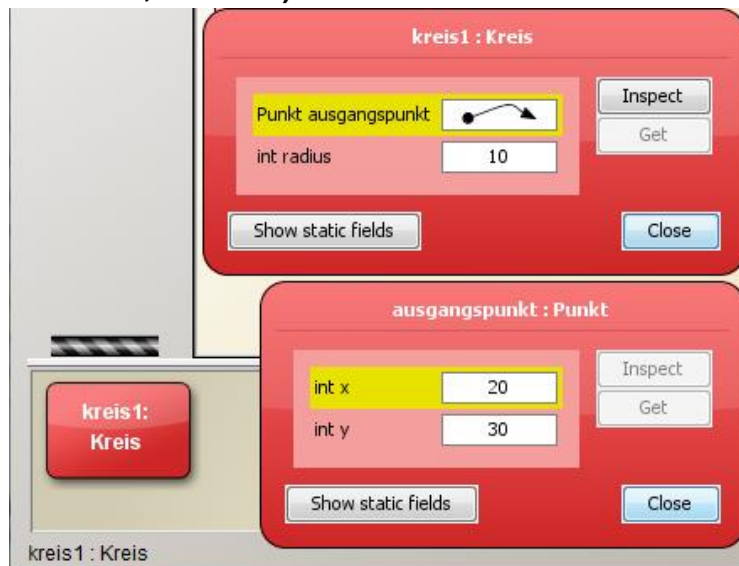 kreis1 : Kreis
Punkt ausgangspunkt
Inspect
Get
int radius
10
Show static fields
Close
ausgangspunkt : Punkt
int x
20
Inspect
Get
int y
30
Show static fields
Close
kreis1:
Kreis
kreis1 : Kreis